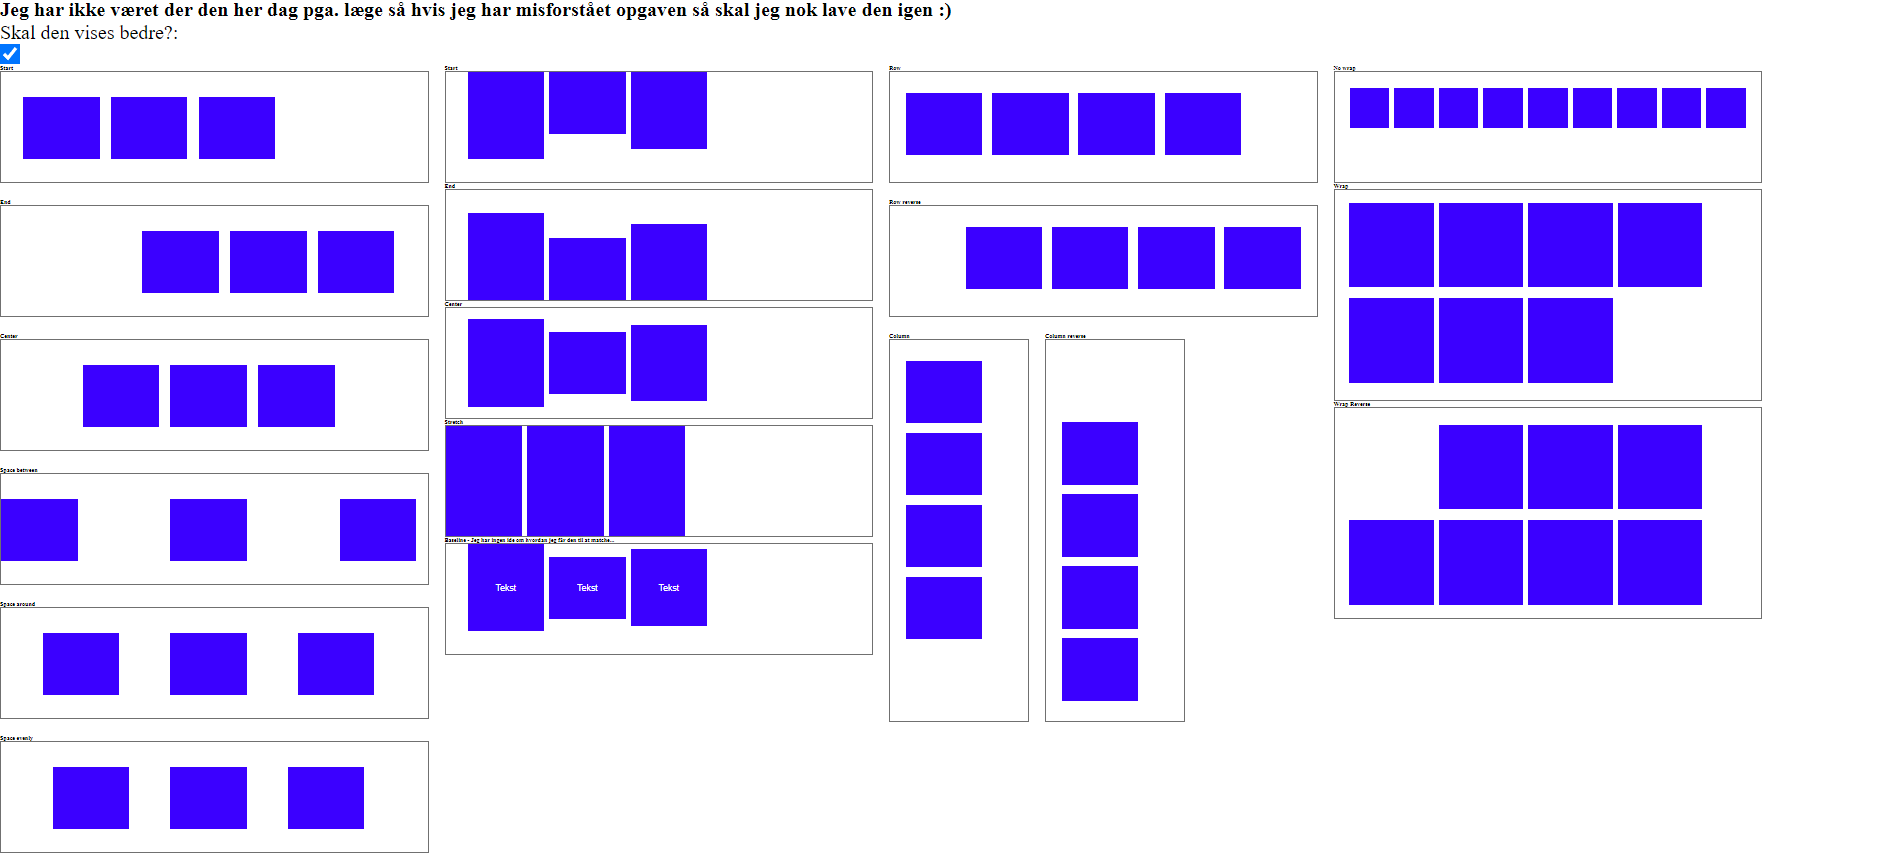 Jeg har ikke været der den her dag pga. læge så hvis jeg har misforstået opgaven så skal jeg nok lave den igen :)
Skal den vises bedre?:
Start
End
Center
Space between
Space around
Space evenly
Start
End
Center
Stretch
Baseline - Jeg har ingen ide om hvordan jeg får den til at matche...
Tekst
Tekst
Tekst
Row
Row reverse
Column
Column reverse
No wrap
Wrap
Wrap Reverse